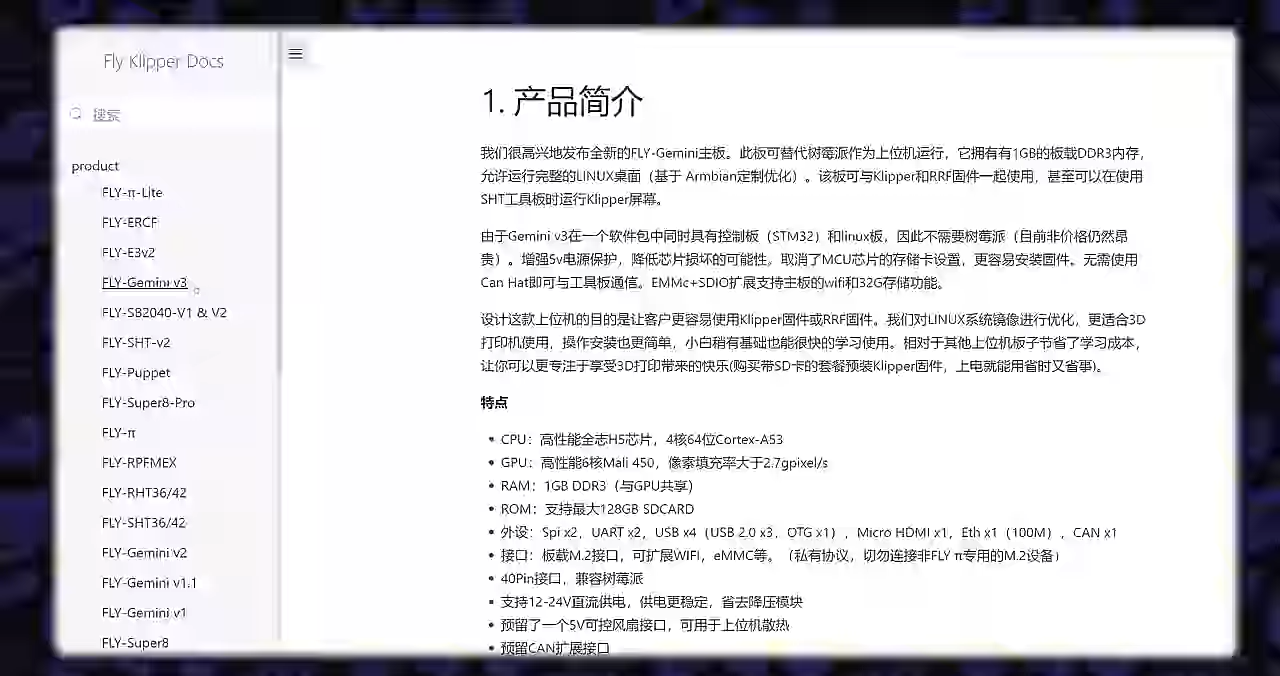 Fly Klipper Docs
搜索
product
FLY-π-Lite
FLY-ERCF
FLY-E3v2
FLY-Gemini v3
FLY-SB2040-V1 & V2
FLY-SHT-v2
FLY-Puppet
FLY-Super8-Pro
FLY-π
FLY-RPFMEX
FLY-RHT36/42
FLY-SHT36/42
FLY-Gemini v2
FLY-Gemini v1.1
FLY-Gemini v1
FLY-Super8
1. 产品简介
我们很高兴地发布全新的FLY-Gemini主板。此板可替代树莓派作为上位机运行，它拥有有1GB的板载DDR3内存，
允许运行完整的LINUX桌面（基于 Armbian定制优化）。该板可与Klipper和RRF固件一起使用，甚至可以在使用
SHT工具板时运行Klipper屏幕。
由于Gemini v3在一个软件包中同时具有控制板（STM32）和linux板，因此不需要树莓派（目前非价格仍然昂
贵）。增强5v电源保护，降低芯片损坏的可能性。取消了MCU芯片的存储卡设置，更容易安装固件。无需使用
Can Hat即可与工具板通信。EMMc+SDIO扩展支持主板的wifi和32G存储功能。
设计这款上位机的目的是让客户更容易使用Klipper固件或RRF固件。我们对LINUX系统镜像进行优化，更适合3D
打印机使用，操作安装也更简单，小白稍有基础也能很快的学习使用。相对于其他上位机板子节省了学习成本，
让你可以更专注于享受3D打印带来的快乐(购买带SD卡的套餐预装Klipper固件，上电就能用省时又省事)。
特点
• CPU：高性能全志H5芯片，4核64位Cortex-A53
• GPU：高性能6核Mali 450，像素填充率大于2.7gpixel/s
• RAM：1GB DDR3（与GPU共享）
• ROM：支持最大128GB SDCARD
• 外设：Spi x2，UART x2，USB x4（USB 2.0 x3，OTG x1），Micro HDMI x1，Eth x1（100M），CAN x1
• 接口：板载M.2接口，可扩展WIFI，eMMC等。（私有协议，切勿连接非FLY π专用的M.2设备）
• 40Pin接口，兼容树莓派
• 支持12-24V直流供电，供电更稳定，省去降压模块
• 预留了一个5V可控风扇接口，可用于上位机散热
• 预留CAN扩展接口